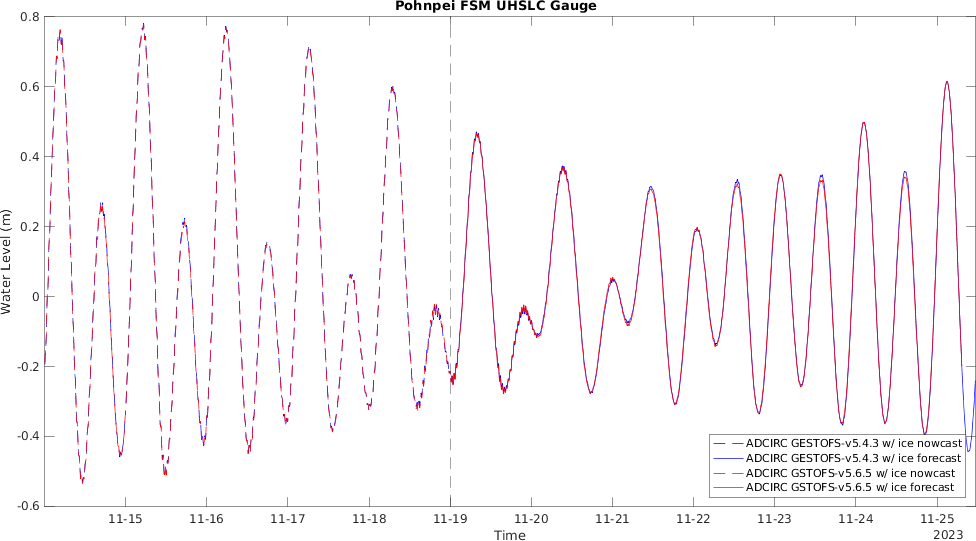 Pohnpei FSM UHSLC Gauge
0.8
0.6
0.4
0.2
0
-0.2
-0.4
-0.6
Water Level (m)
11-15 11-16 11-17 11-18 11-19 11-20 11-21 11-22 11-23 11-24 11-25
Time
2023
ADCIRC GESTOFS-v5.4.3 w/ ice nowcast
ADCIRC GESTOFS-v5.4.3 w/ ice forecast
ADCIRC GSTOFS-v5.6.5 w/ ice nowcast
ADCIRC GSTOFS-v5.6.5 w/ ice forecast